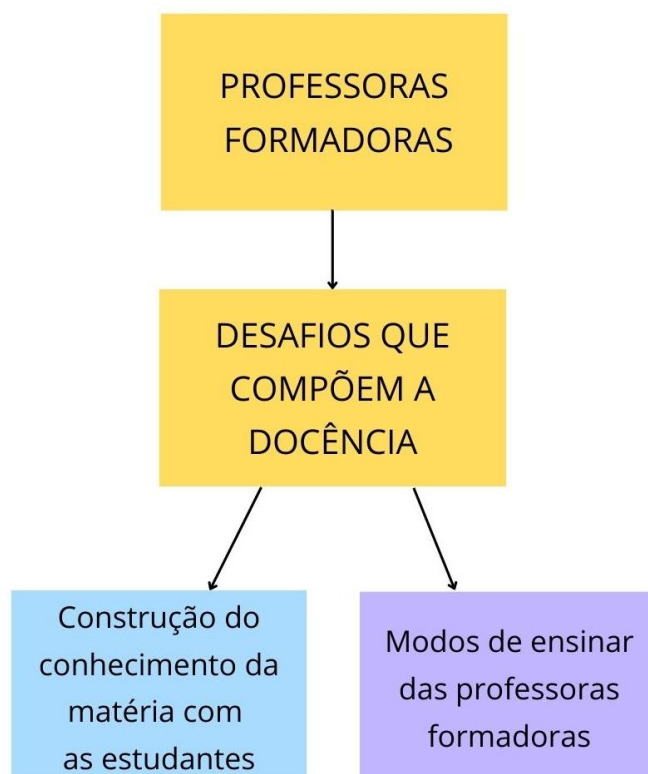 PROFESSORAS
FORMADORAS
DESAFIOS QUE
COMPÕEM A
DOCÊNCIA
Construção do
conhecimento da
matéria com
as estudantes
Modos de ensinar
das professoras
formadoras